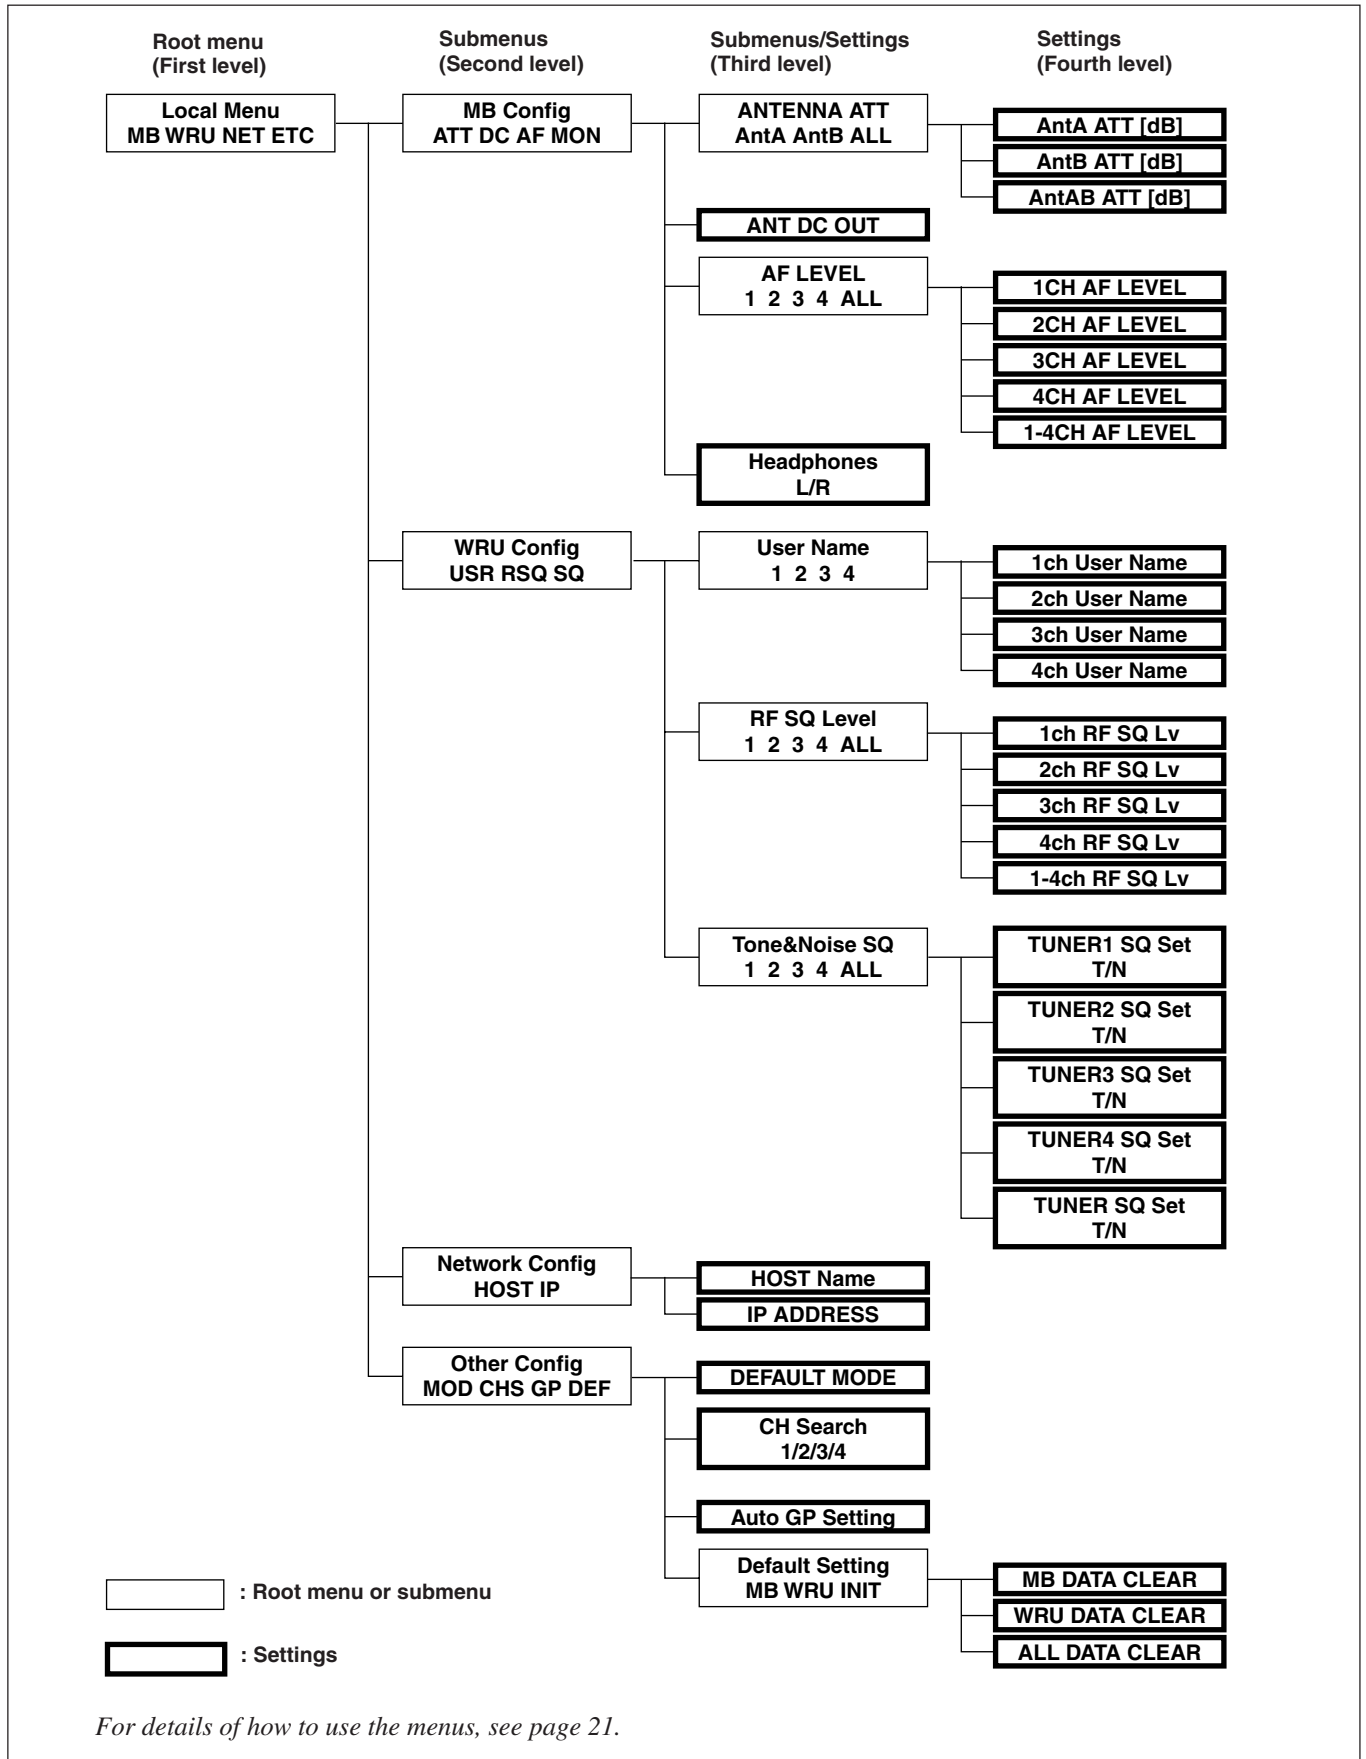 Root menu
(First level)
Submenus
(Second level)
Submenus/Settings
(Third level)
Settings
(Fourth level)
Local Menu
MB WRU NET ETC
MB Config
ATT DC AF MON
ANTENNA ATT
AntA AntB ALL
AntA ATT [dB]
AntB ATT [dB]
AntAB ATT [dB]
ANT DC OUT
AF LEVEL
1 2 3 4 ALL
1CH AF LEVEL
2CH AF LEVEL
3CH AF LEVEL
4CH AF LEVEL
1-4CH AF LEVEL
Headphones
L/R
WRU Config
USR RSQ SQ
User Name
1 2 3 4
1ch User Name
2ch User Name
3ch User Name
4ch User Name
RF SQ Level
1 2 3 4 ALL
1ch RF SQ Lv
2ch RF SQ Lv
3ch RF SQ Lv
4ch RF SQ Lv
1-4ch RF SQ Lv
Tone&Noise SQ
1 2 3 4 ALL
TUNER1 SQ Set
T/N
TUNER2 SQ Set
T/N
TUNER3 SQ Set
T/N
TUNER4 SQ Set
T/N
TUNER SQ Set
T/N
Network Config
HOST IP
HOST Name
IP ADDRESS
Other Config
MOD CHS GP DEF
DEFAULT MODE
CH Search
1/2/3/4
Auto GP Setting
Default Setting
MB WRU INIT
MB DATA CLEAR
WRU DATA CLEAR
ALL DATA CLEAR
: Root menu or submenu
: Settings
For details of how to use the menus, see page 21.